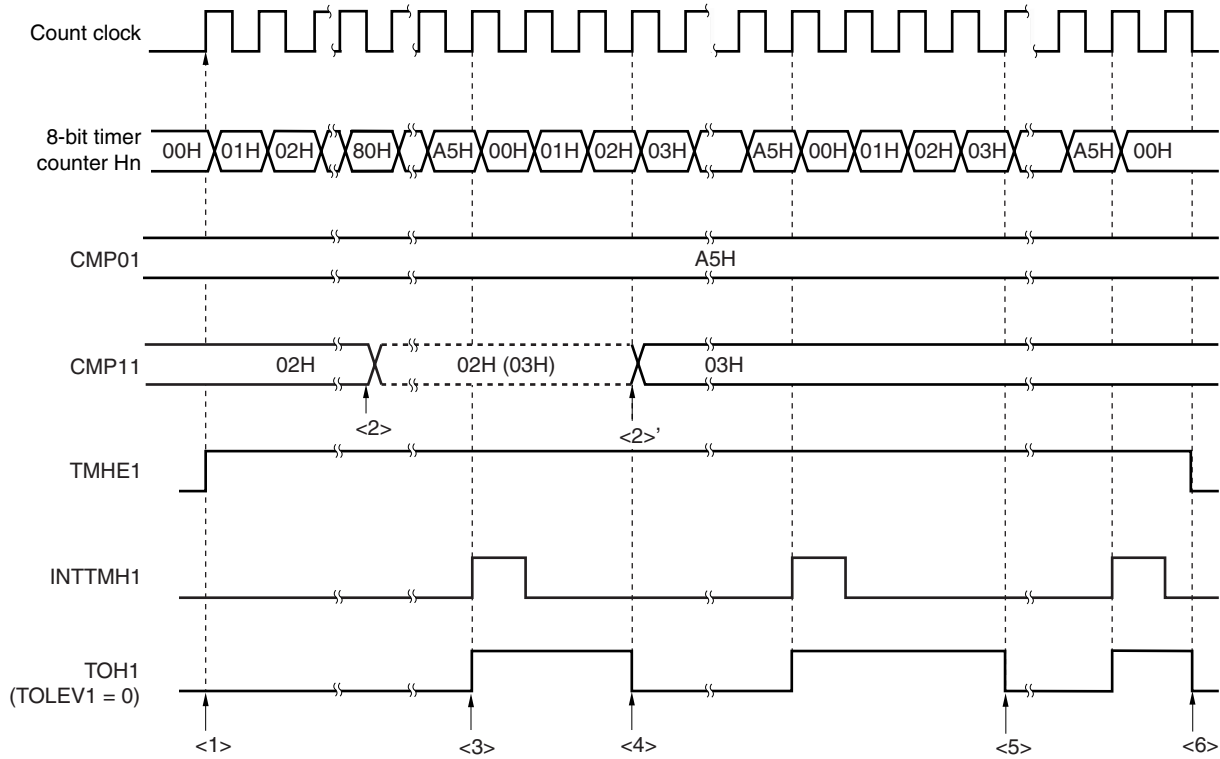 Count clock
8-bit timer
counter Hn
00H 01H 02H 80H A5H 00H 01H 02H 03H A5H 00H 01H 02H 03H A5H 00H
CMP01
A5H
CMP11
02H 02H (03H) 03H
<2> <2>’
TMHE1
INTTMH1
TOH1
(TOLEV1 = 0)
<1> <3> <4> <5> <6>